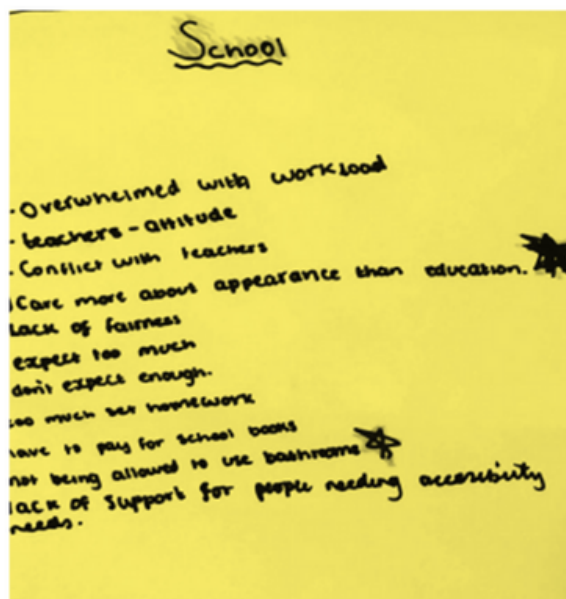 School
- Overwhelmed with workload
- teachers - attitude
- Conflict with teachers
Care more about appearance than education.
Lack of fairness
expect too much
don't expect enough.
too much set homework
have to pay for school books
not being allowed to use bathrooms
lack of support for people needing accesibility
needs.